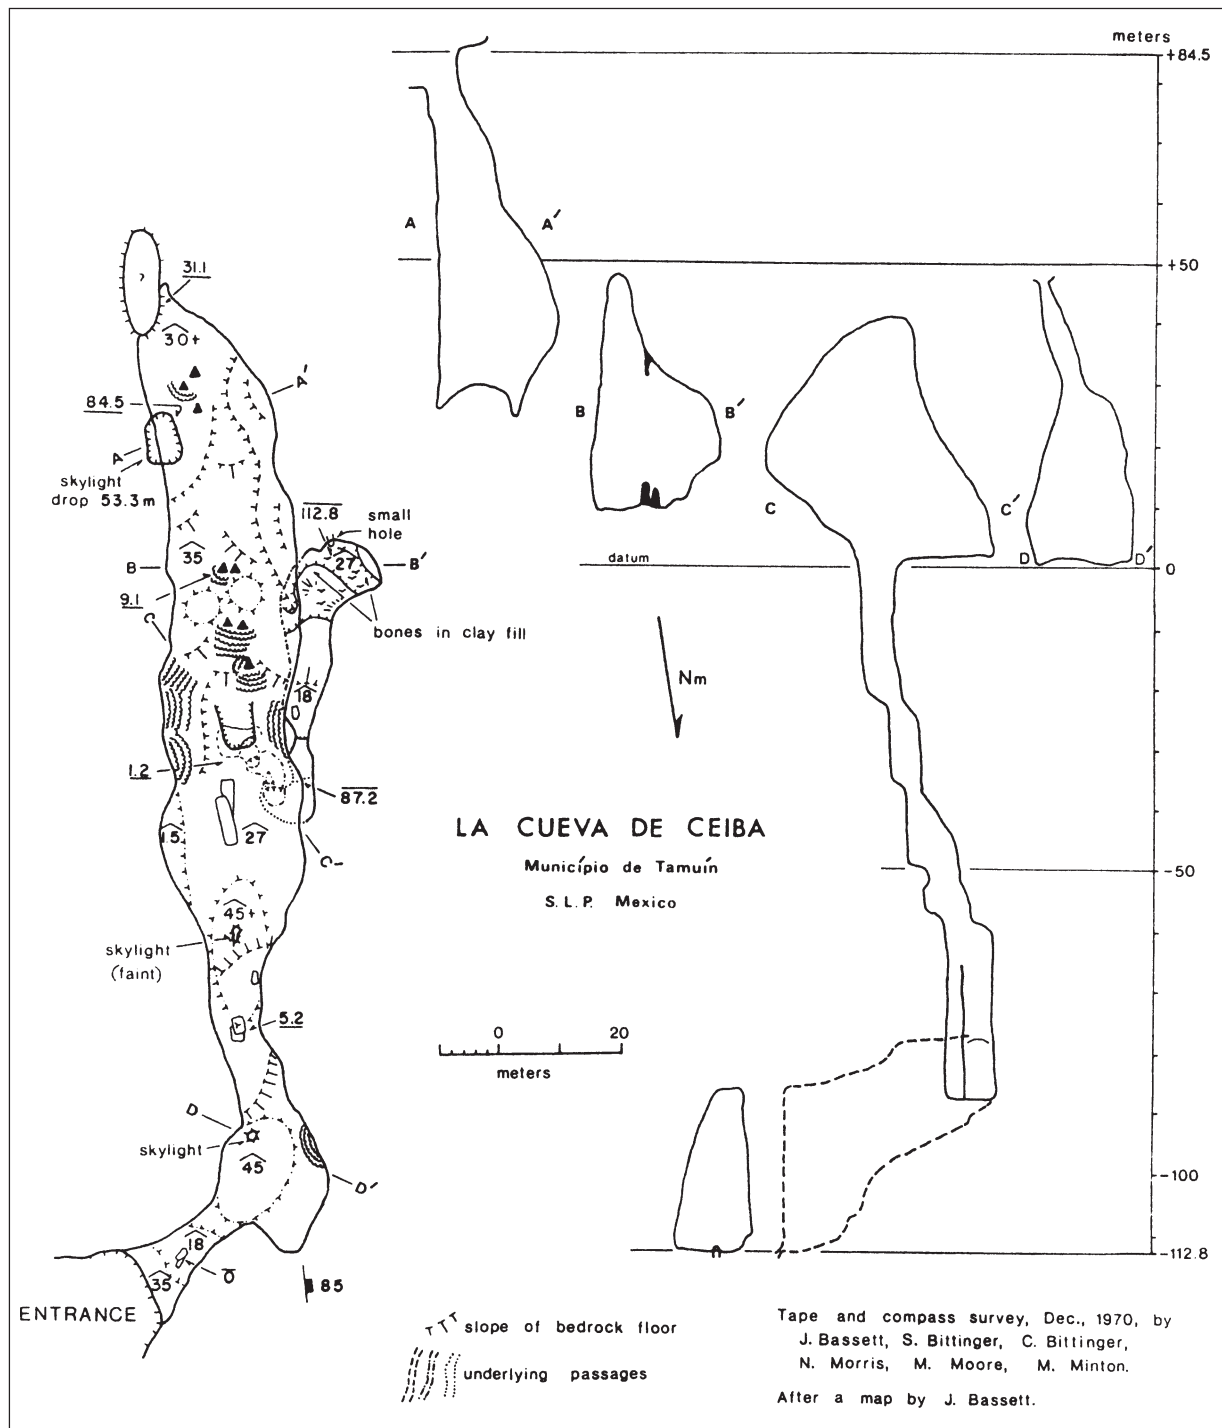 meters
+84.5
A
A′
+50
31.1
30+
A′
84.5
A
skylight
drop 53.3m
B
B′
C
C′
D
D′
112.8
small
hole
35
27
B
B′
datum
0
9.1
C
bones in clay fill
Nm
18
1.2
87.2
15
27
C′
LA CUEVA DE CEIBA
Município de Tamuín
S.L.P. Mexico
-50
45+
skylight
(faint)
5.2
0
20
meters
D
skylight
45
D′
-100
18
35
0
85
-112.8
ENTRANCE
slope of bedrock floor
underlying passages
Tape and compass survey, Dec., 1970, by
J. Bassett, S. Bittinger, C. Bittinger,
N. Morris, M. Moore, M. Minton.
After a map by J. Bassett.